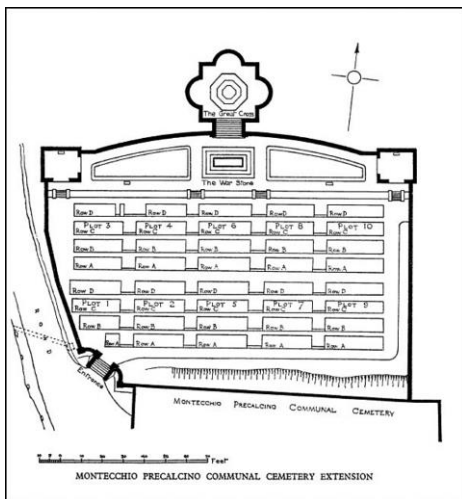 The Great Cross
The War Stone
Row D Row D Row D Row D Row D
PLOT 3 PLOT 4 PLOT 6 PLOT 8 PLOT 10
Row C Row C Row C Row C Row C
Row B Row B Row B Row B Row B
Row A Row A Row A Row A Row A
Row D Row D Row D Row D Row D
PLOT 1 PLOT 2 PLOT 5 PLOT 7 PLOT 9
Row C Row C Row C Row C Row C
Row B Row B Row B Row B Row B
Row A Row A Row A Row A Row A
Entrance
MONTECCHIO PRECALCINO COMMUNAL CEMETERY
Feet
MONTECCHIO PRECALCINO COMMUNAL CEMETERY EXTENSION